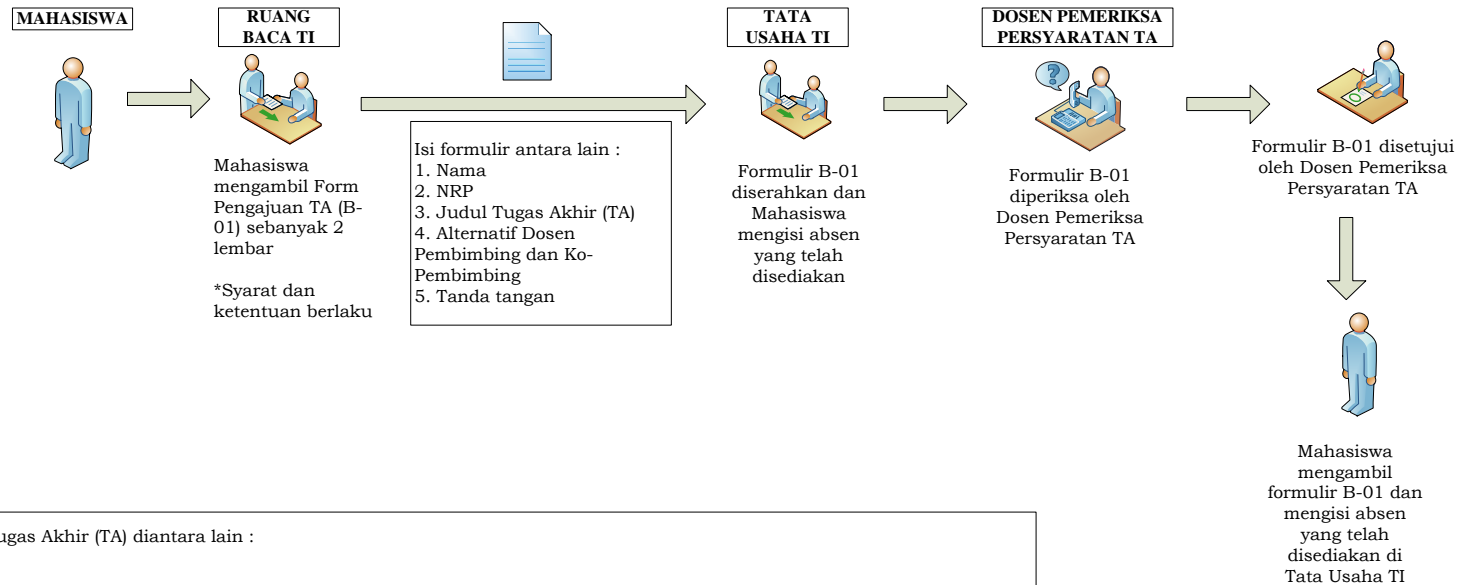 MAHASISWA
RUANG
BACA TI
TATA
USAHA TI
DOSEN PEMERIKSA
PERSYARATAN TA
Mahasiswa
mengambil Form
Pengajuan TA (B-
01) sebanyak 2
lembar
*Syarat dan
ketentuan berlaku
Isi formulir antara lain :
1. Nama
2. NRP
3. Judul Tugas Akhir (TA)
4. Alternatif Dosen
Pembimbing dan Ko-
Pembimbing
5. Tanda tangan
Formulir B-01
diserahkan dan
Mahasiswa
mengisi absen
yang telah
disediakan
?
Formulir B-01
diperiksa oleh
Dosen Pemeriksa
Persyaratan TA
Formulir B-01 disetujui
oleh Dosen Pemeriksa
Persyaratan TA
Mahasiswa
mengambil
formulir B-01 dan
mengisi absen
yang telah
disediakan di
Tata Usaha TI
ugas Akhir (TA) diantara lain :